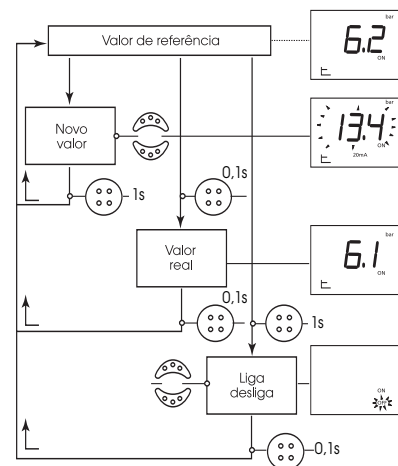 Valor de referência
bar
6.2
ON
Novo
valor
bar
13.4
ON
20mA
1s
0,1s
Valor
real
bar
6.1
ON
0,1s
1s
Liga
desliga
ON
OFF
0,1s